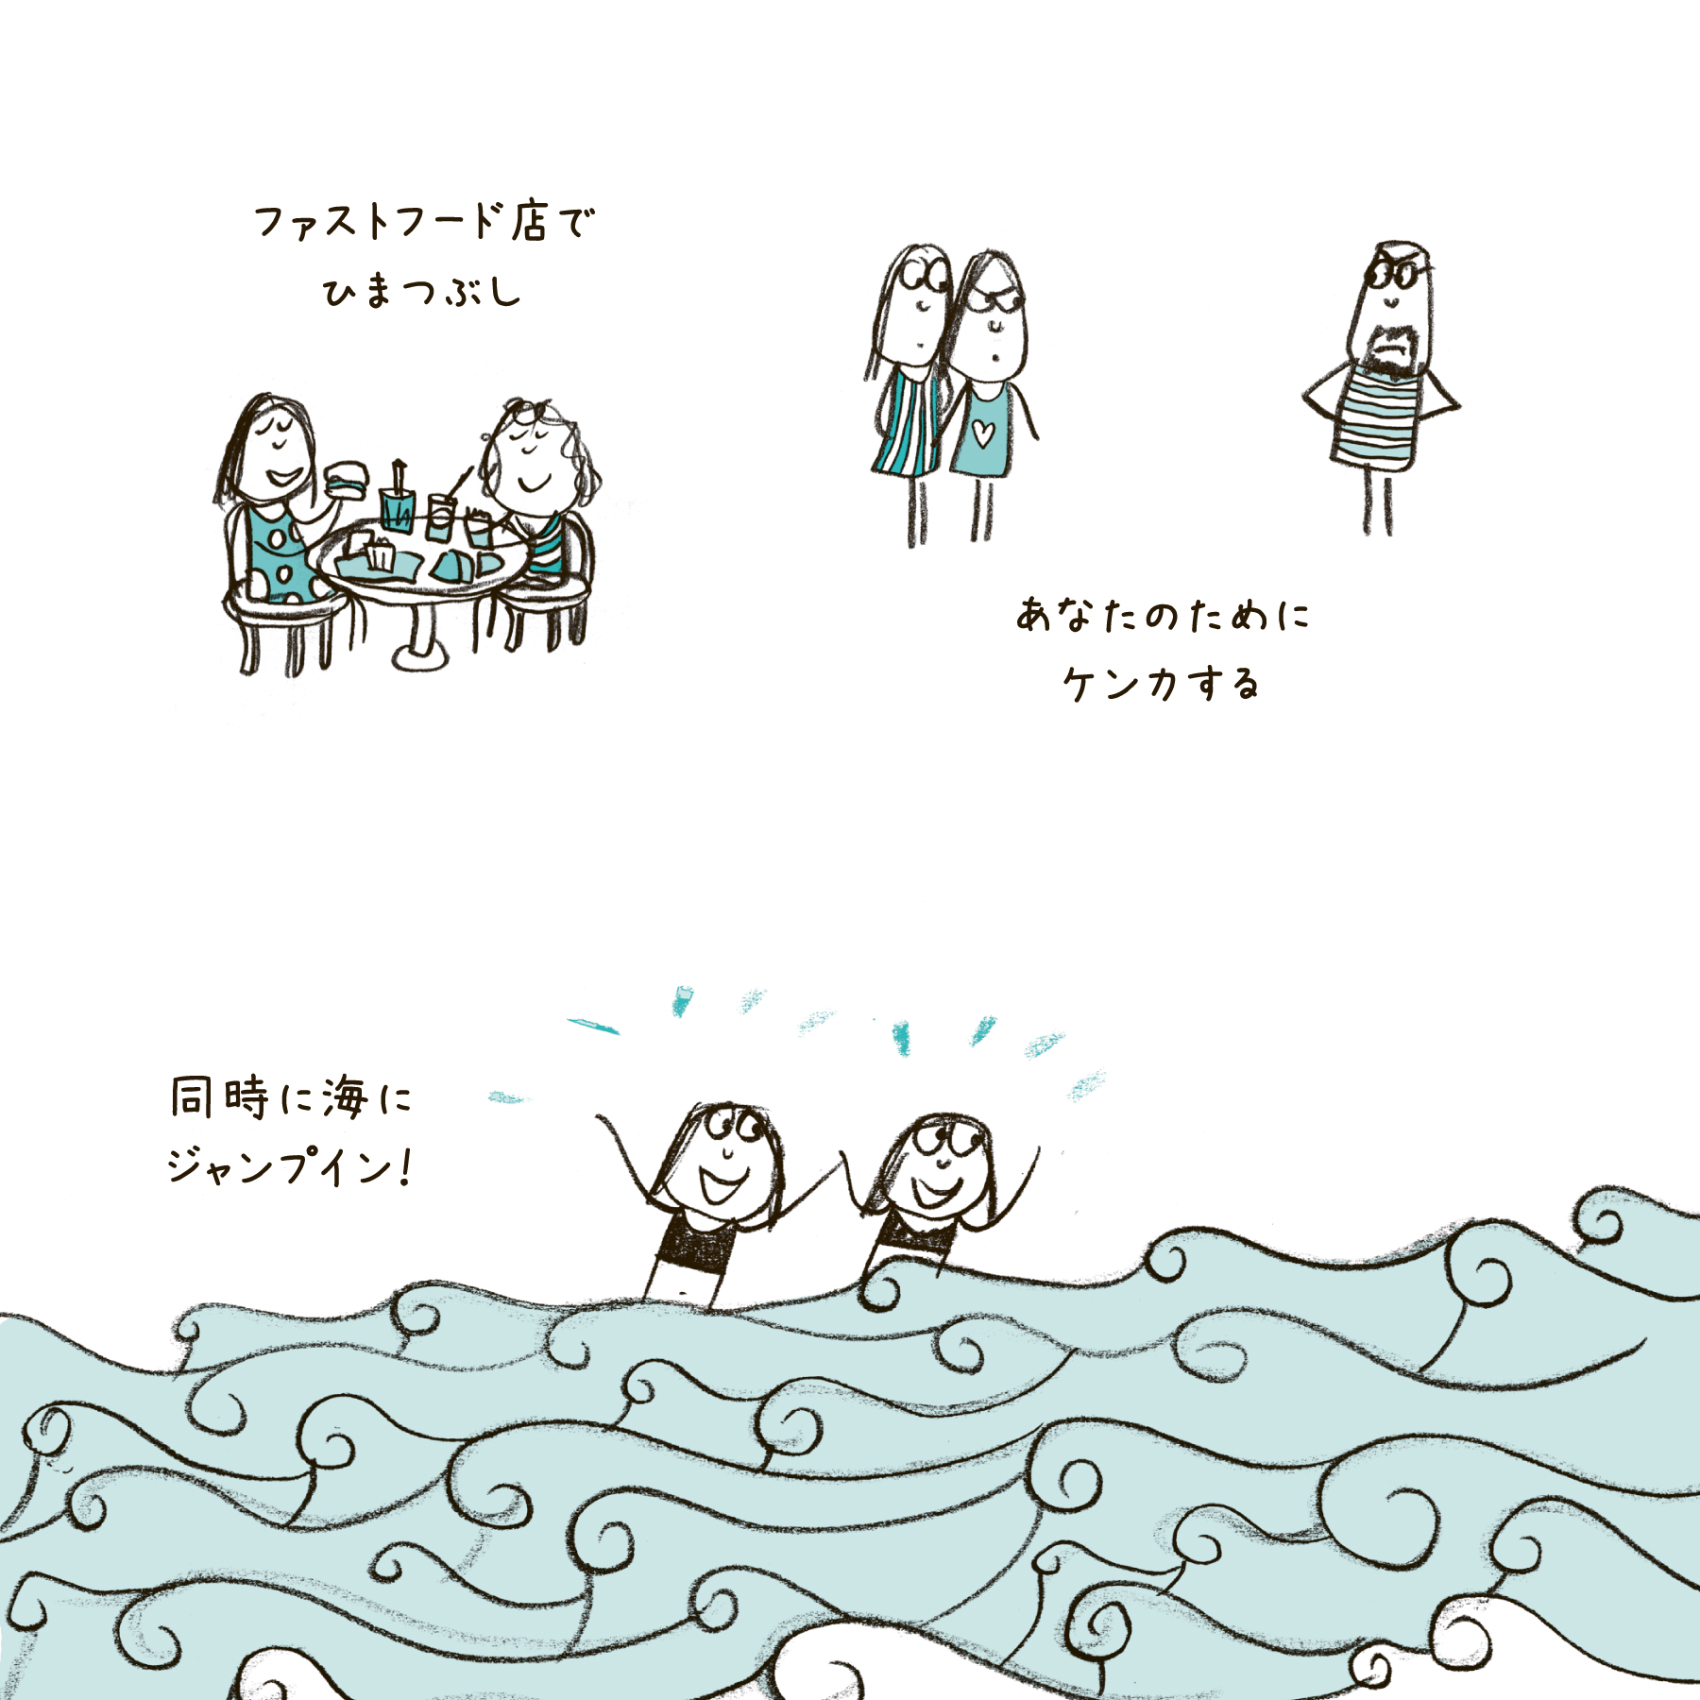 ファストフード店で
ひまつぶし
あなたのために
ケンカする
同時に海に
ジャンプイン!